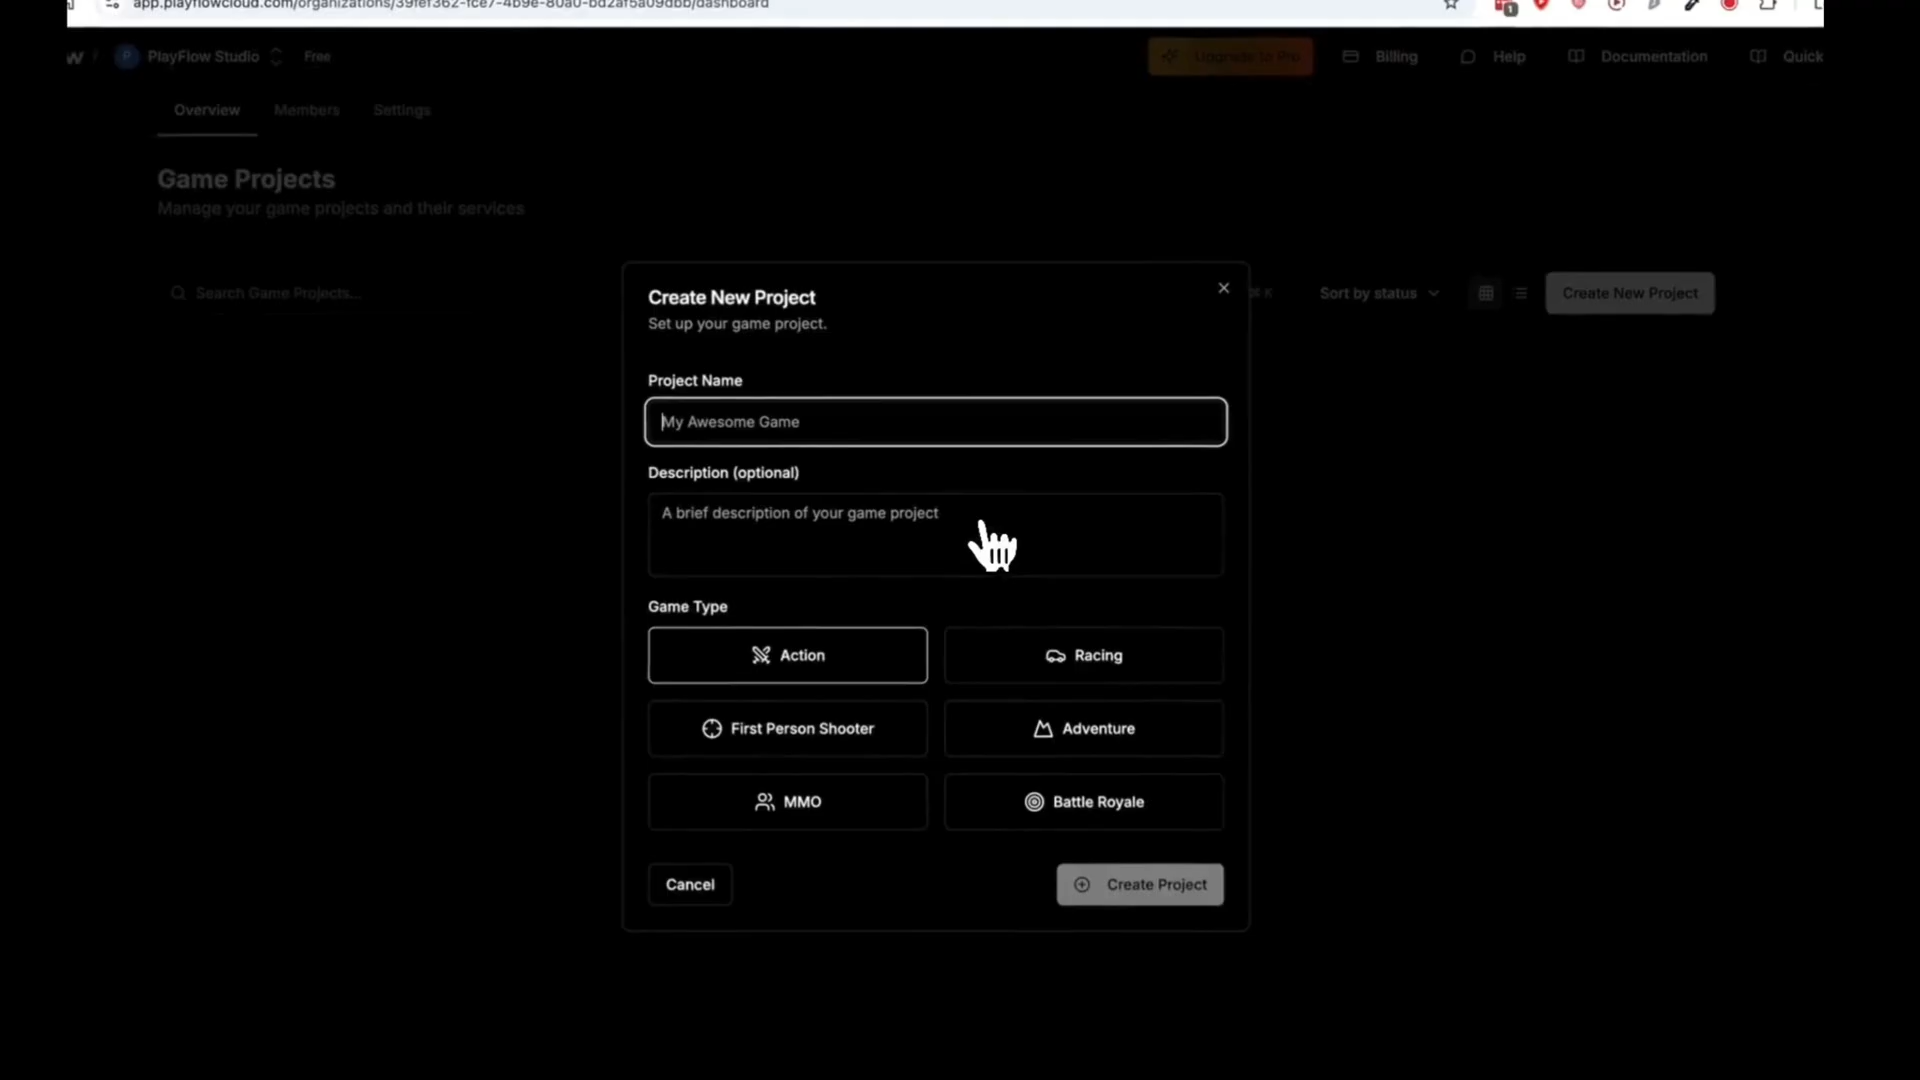 app.playflowcloud.com/organizations/39fef362-fce7-4b9e-80a0-bd2af5a09dbb/dashboard
1
w / P PlayFlow Studio Free Upgrade to Pro Billing Help Documentation Quick
Overview Members Settings
Game Projects
Manage your game projects and their services
Search Game Projects... ⌘ K Sort by status Create New Project
Create New Project
Set up your game project.
Project Name
My Awesome Game
Description (optional)
A brief description of your game project
Game Type
Action Racing
First Person Shooter Adventure
MMO Battle Royale
Cancel Create Project